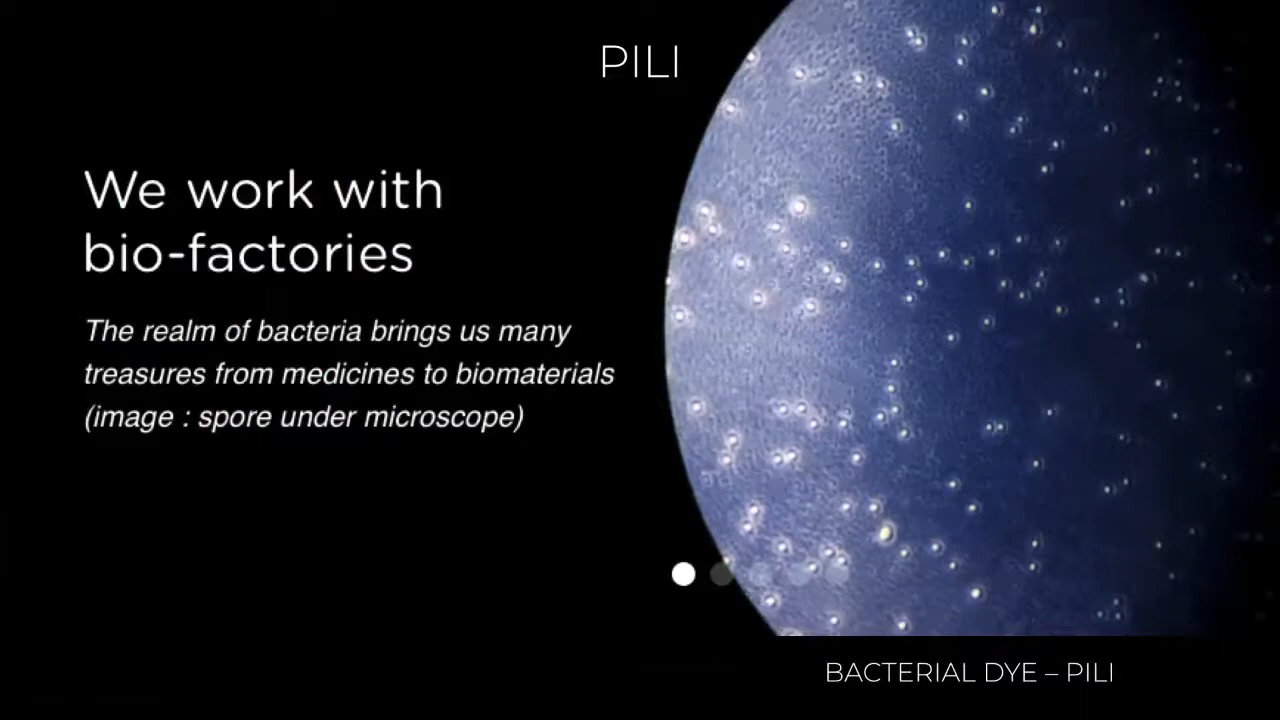 PILI
We work with
bio-factories
The realm of bacteria brings us many
treasures from medicines to biomaterials
(image : spore under microscope)
BACTERIAL DYE – PILI